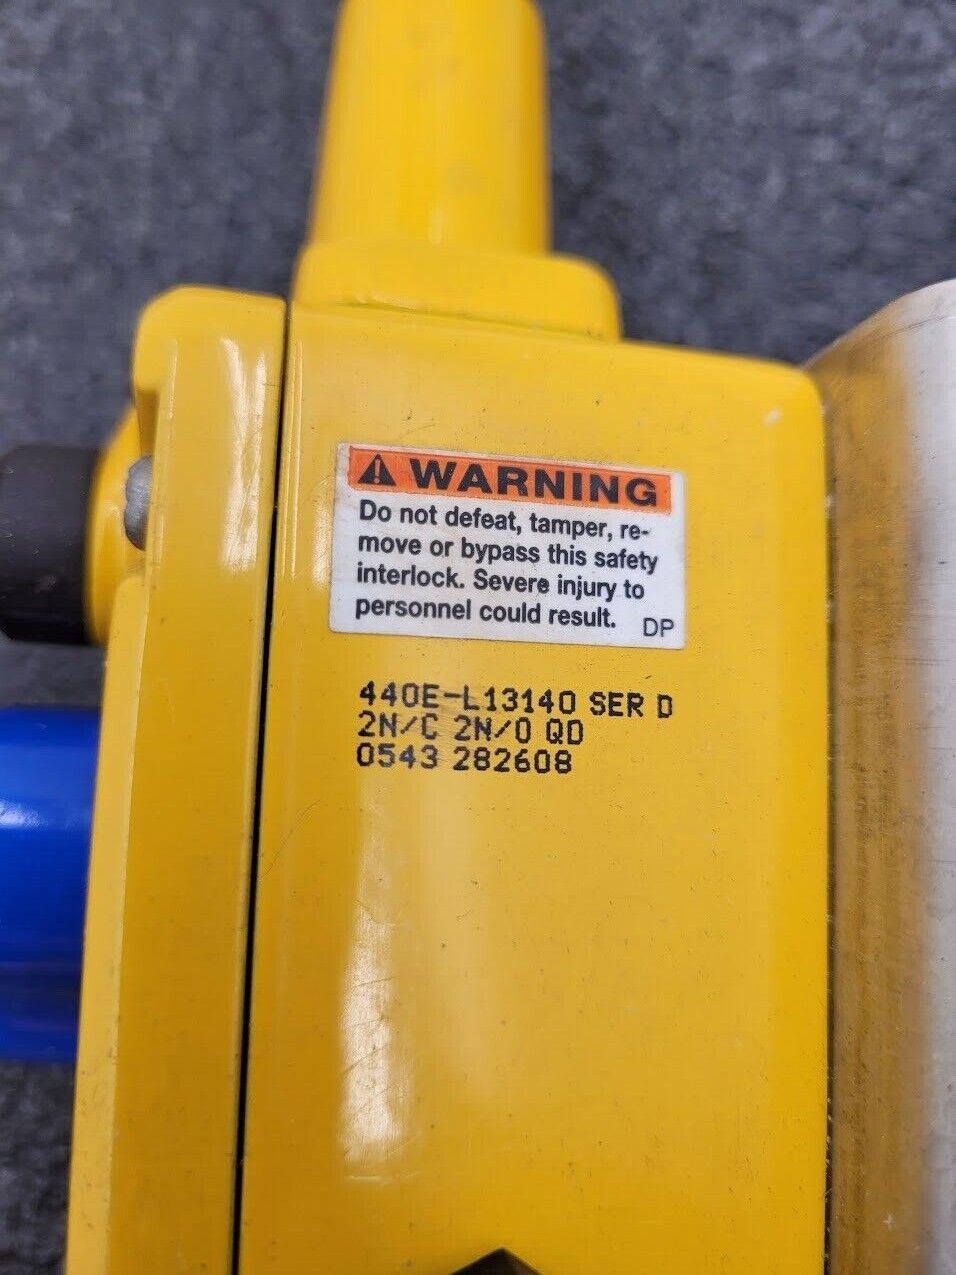 WARNING
Do not defeat, tamper, re-
move or bypass this safety
interlock. Severe injury to
personnel could result. DP
440E-L13140 SER D
2N/C 2N/O QD
0543 282608